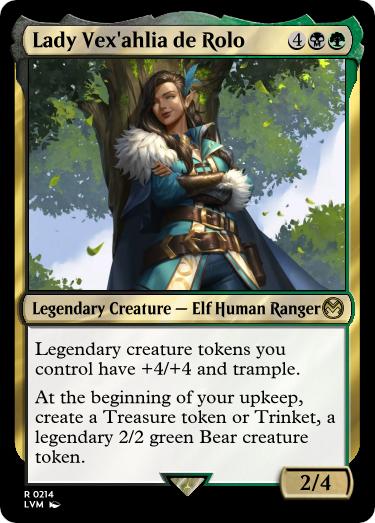 Lady Vex'ahlia de Rolo 4
Legendary Creature — Elf Human Ranger
Legendary creature tokens you
control have +4/+4 and trample.
At the beginning of your upkeep,
create a Treasure token or Trinket, a
legendary 2/2 green Bear creature
token.
2/4
R 0214
LVM